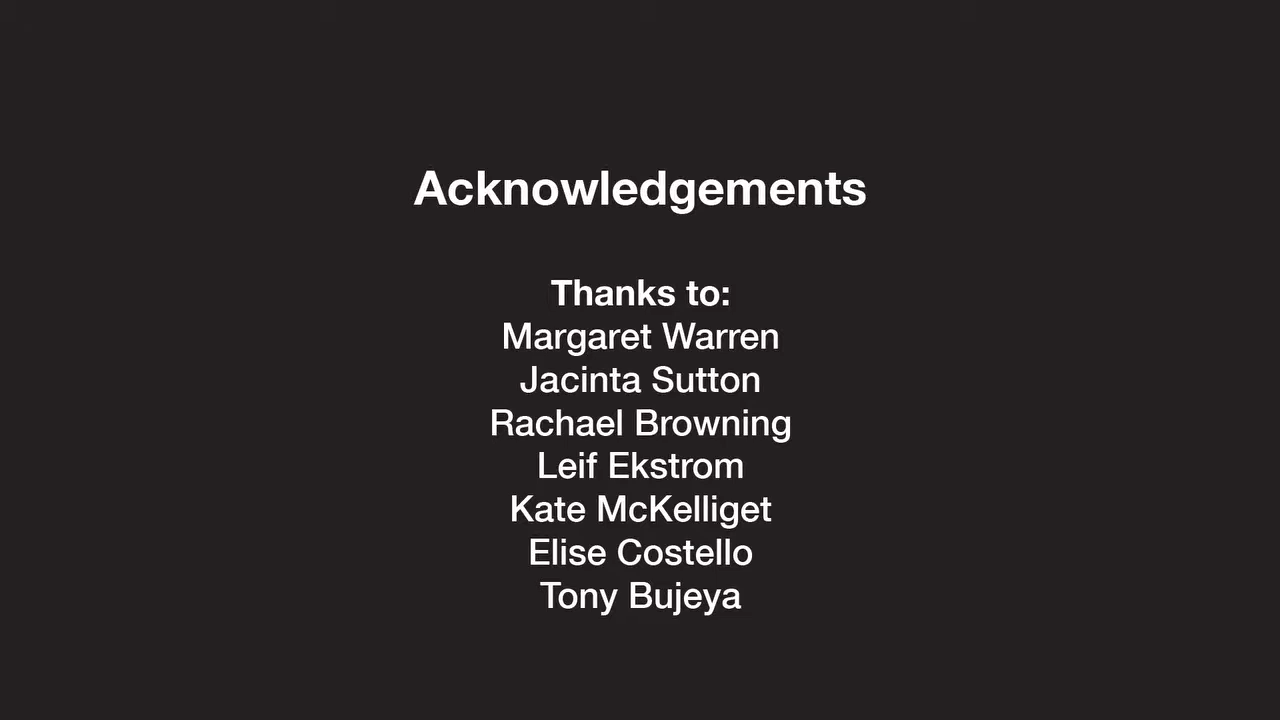 Acknowledgements
Thanks to:
Margaret Warren
Jacinta Sutton
Rachael Browning
Leif Ekstrom
Kate McKelliget
Elise Costello
Tony Bujeya